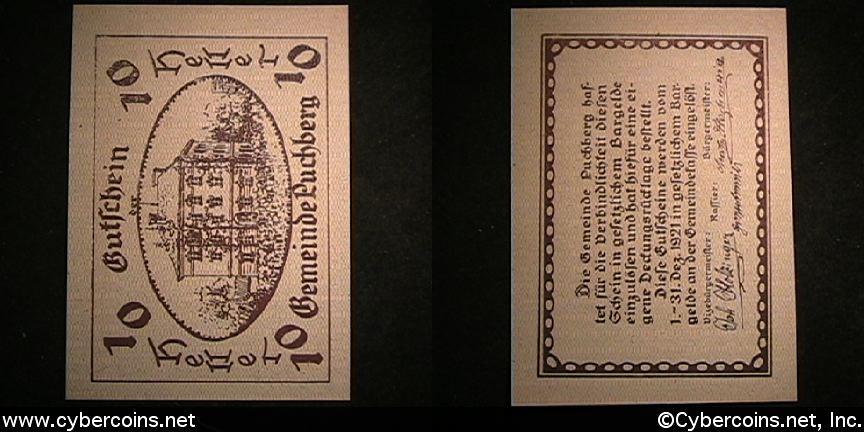 10 Gutschein 10
der
Heller Heller
10 Gemeinde Puchberg 10
Die Gemeinde Puchberg haf-
tet für die Verbindlichkeit diesen
Schein in gesetzlichem Bargelde
einzulösen und hat hiefür eine ei-
gene Deckungsrücklage bestellt.
Diese Gutscheine werden vom
1.-31. Dez. 1921 in gesetzlichem Bar-
gelde an der Gemeindekasse eingelöst.
Vizebürgermeister: Kassier: Bürgermeister:
www.cybercoins.net
©Cybercoins.net, Inc.